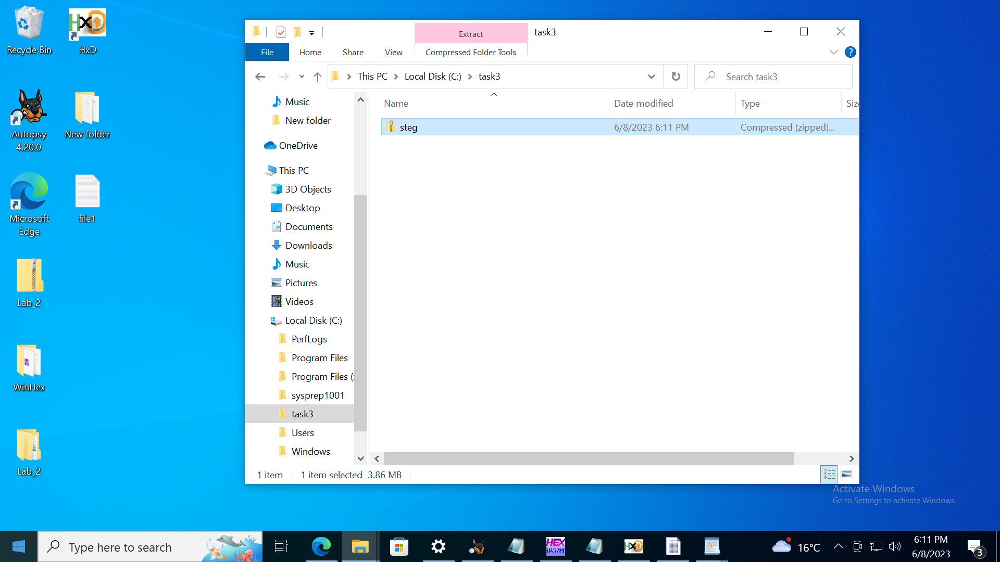 Recycle Bin
HxD
Autopsy
4.20.0
New folder
Microsoft
Edge
file1
Lab_2
WinHex
Lab_2
Extract
task3
File
Home
Share
View
Compressed Folder Tools
?
This PC > Local Disk (C:) > task3
Search task3
Music
New folder
OneDrive
This PC
3D Objects
Desktop
Documents
Downloads
Music
Pictures
Videos
Local Disk (C:)
PerfLogs
Program Files
Program Files (
sysprep1001
task3
Users
Windows
Name
Date modified
Type
Siz
steg
6/8/2023 6:11 PM
Compressed (zipped)...
1 item
1 item selected 3.86 MB
Activate Windows
Go to Settings to activate Windows.
Type here to search
HEX
HxD
16°C
6:11 PM
6/8/2023
3